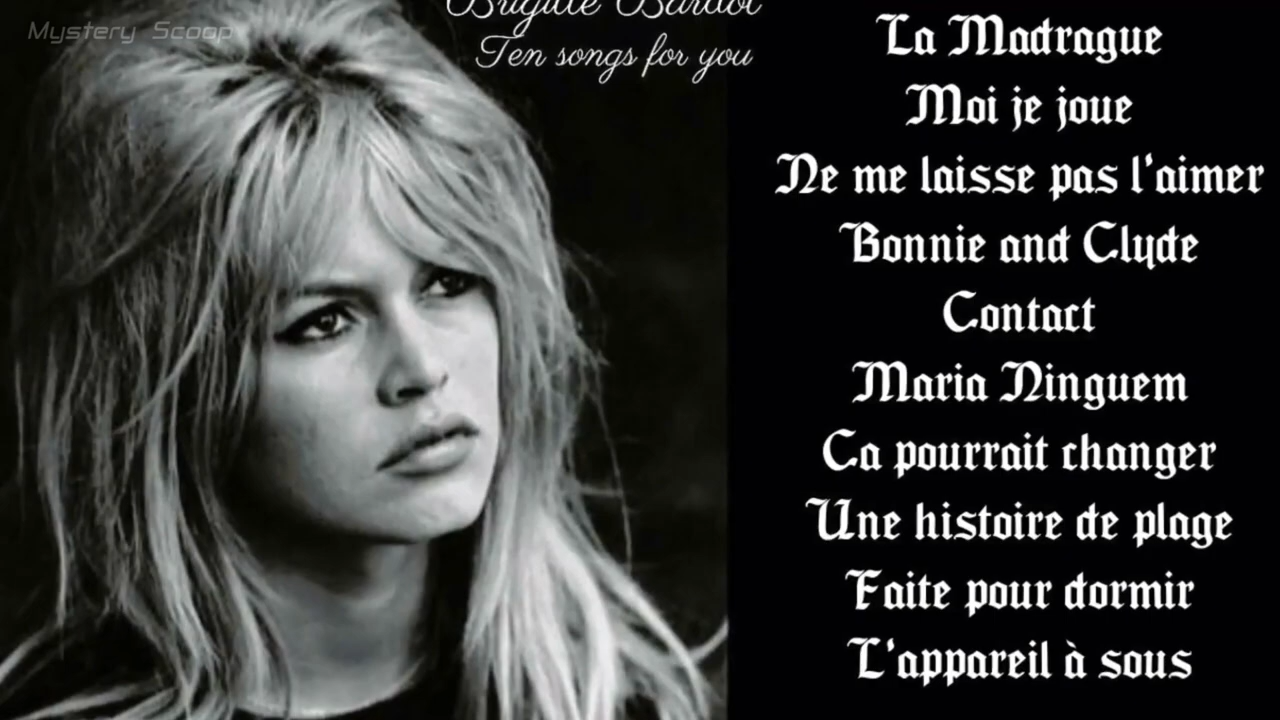 Mystery Scoop
Brigitte Bardot
Ten songs for you
La Madrague
Moi je joue
Ne me laisse pas l'aimer
Bonnie and Clyde
Contact
Maria Ninguem
Ca pourrait changer
Une histoire de plage
Faite pour dormir
L'appareil à sous